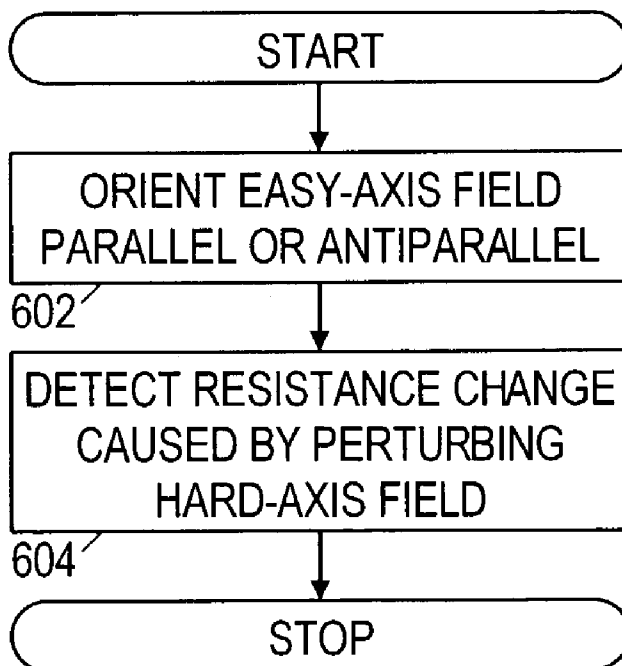 START
ORIENT EASY-AXIS FIELD
PARALLEL OR ANTIPARALLEL
602
DETECT RESISTANCE CHANGE
CAUSED BY PERTURBING
HARD-AXIS FIELD
604
STOP